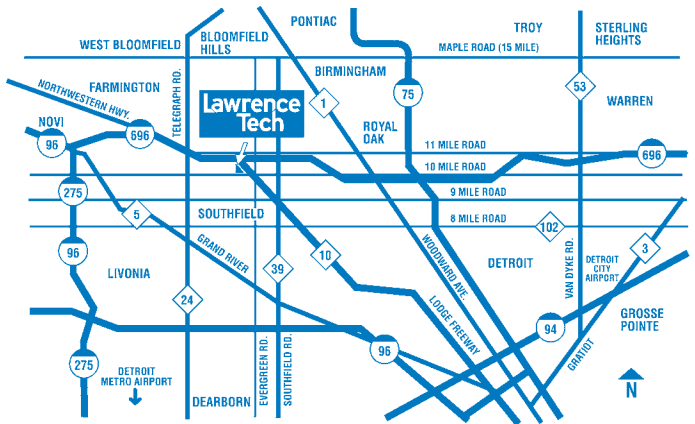 PONTIAC
TROY
STERLING
HEIGHTS
WEST BLOOMFIELD
BLOOMFIELD
HILLS
MAPLE ROAD (15 MILE)
BIRMINGHAM
NORTHWESTERN HWY.
FARMINGTON
TELEGRAPH RD.
Lawrence
Tech
1
75
53
WARREN
NOVI
96
696
ROYAL
OAK
11 MILE ROAD
696
10 MILE ROAD
275
9 MILE ROAD
5
SOUTHFIELD
8 MILE ROAD
102
96
GRAND RIVER
10
WOODWARD AVE.
DETROIT
VAN DYKE RD.
3
DETROIT
CITY
AIRPORT
LIVONIA
39
24
LODGE FREEWAY
GROSSE
POINTE
94
GRATIOT
EVERGREEN RD.
SOUTHFIELD RD.
96
275
DETROIT
METRO AIRPORT
DEARBORN
N